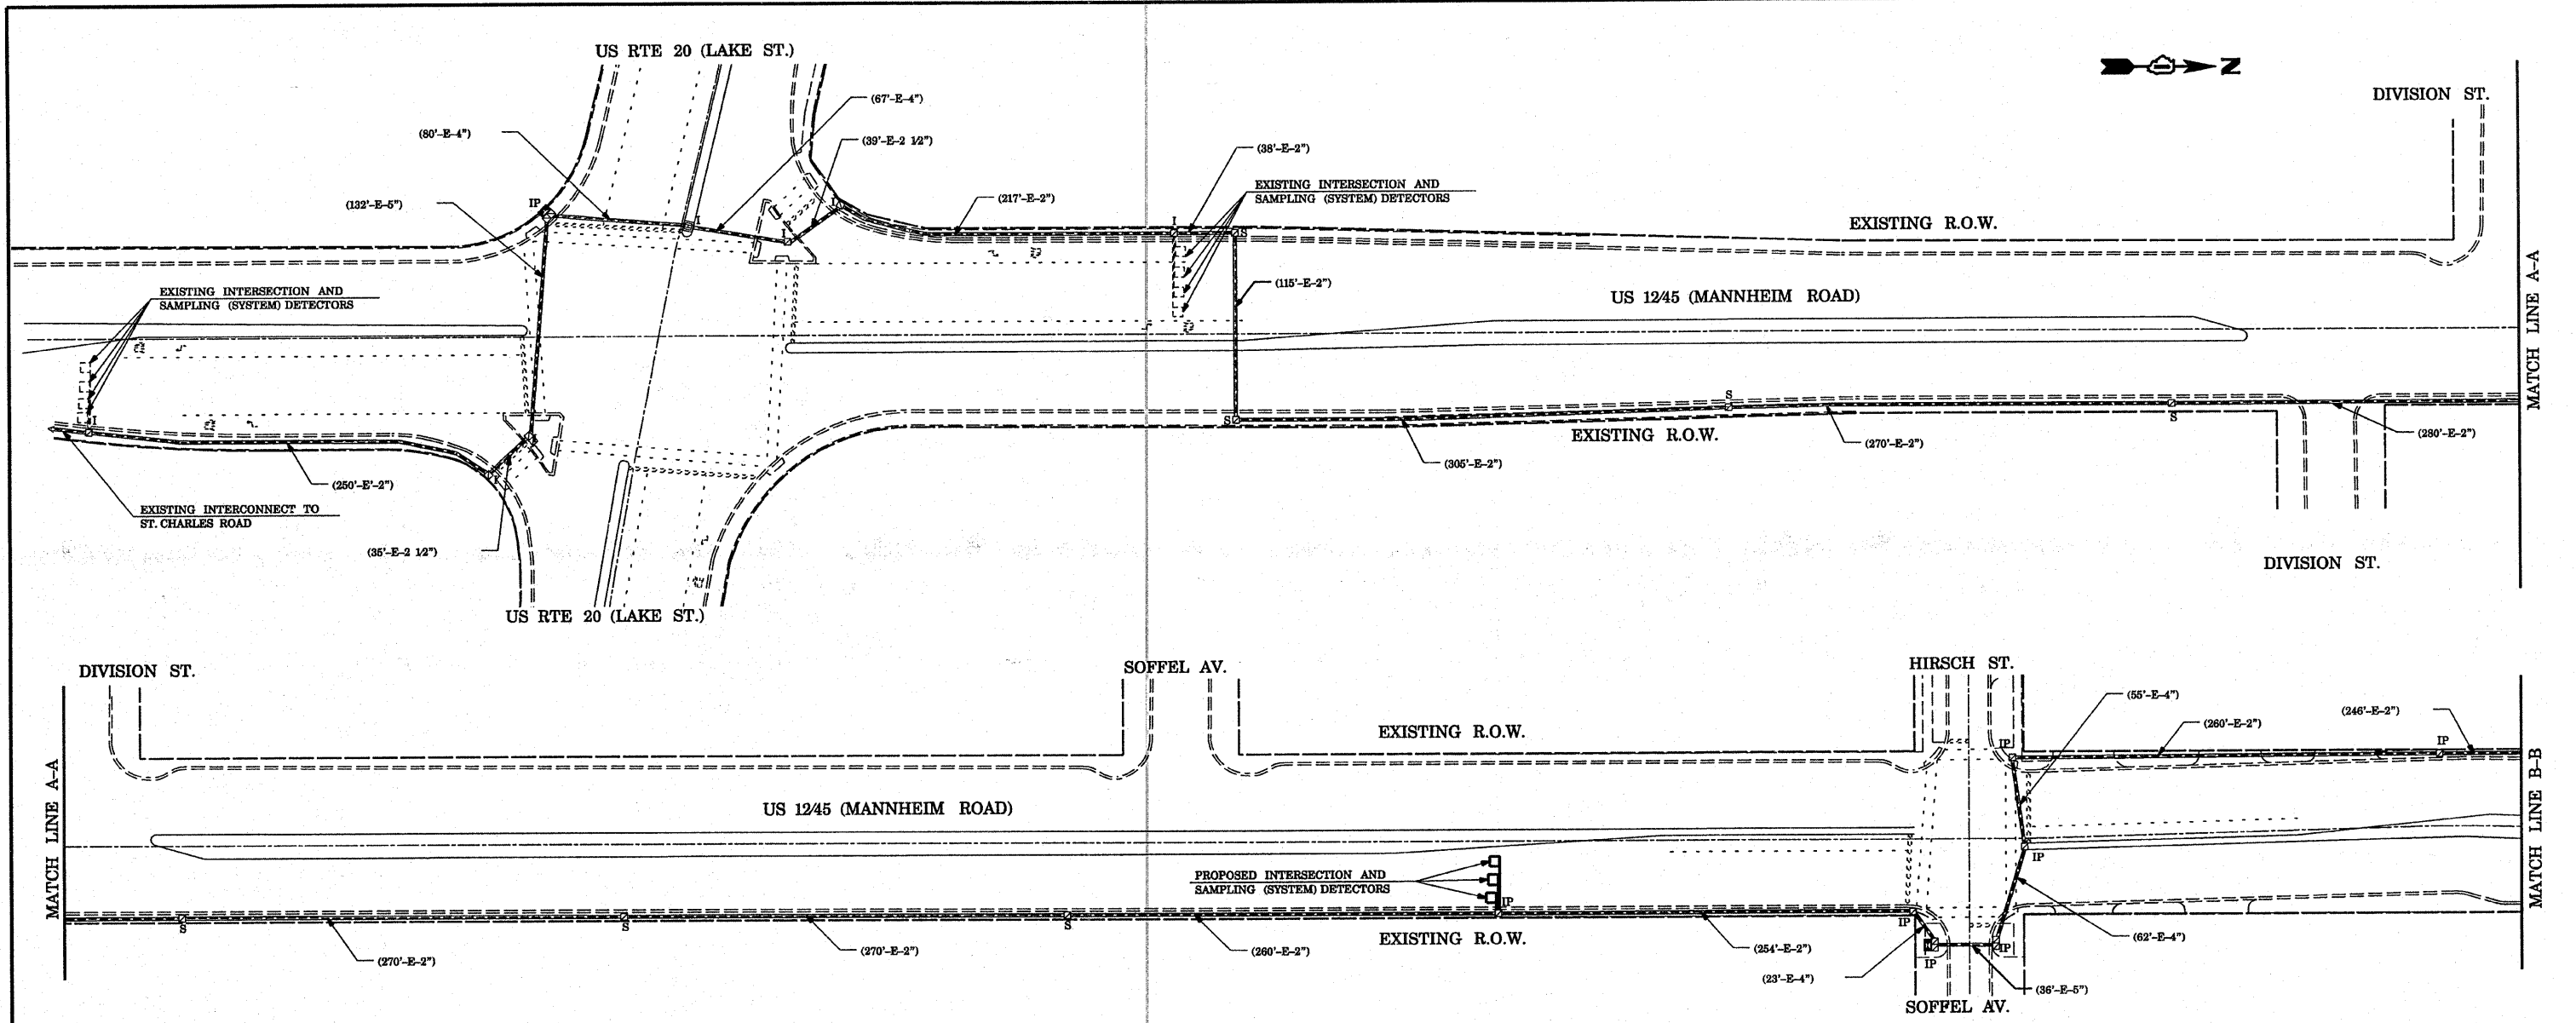 US RTE 20 (LAKE ST.)
N
DIVISION ST.
(67'-E-4")
(80'-E-4")
(39'-E-2 1/2")
(38'-E-2")
EXISTING INTERSECTION AND
SAMPLING (SYSTEM) DETECTORS
(132'-E-5")
IP
(217'-E-2")
I
I
I
I
S
EXISTING R.O.W.
MATCH LINE A-A
(115'-E-2")
EXISTING INTERSECTION AND
SAMPLING (SYSTEM) DETECTORS
US 12/45 (MANNHEIM ROAD)
I
S
S
S
EXISTING R.O.W.
(270'-E-2")
(280'-E-2")
(305'-E-2")
I
I
(250'-E'-2")
EXISTING INTERCONNECT TO
ST. CHARLES ROAD
(35'-E-2 1/2")
DIVISION ST.
US RTE 20 (LAKE ST.)
DIVISION ST.
SOFFEL AV.
HIRSCH ST.
(55'-E-4")
(260'-E-2")
(246'-E-2")
EXISTING R.O.W.
IP
IP
MATCH LINE A-A
US 12/45 (MANNHEIM ROAD)
MATCH LINE B-B
IP
PROPOSED INTERSECTION AND
SAMPLING (SYSTEM) DETECTORS
IP
S
S
S
IP
EXISTING R.O.W.
(62'-E-4")
(270'-E-2")
(270'-E-2")
(260'-E-2")
(254'-E-2")
IP
IP
(23'-E-4")
(36'-E-5")
SOFFEL AV.